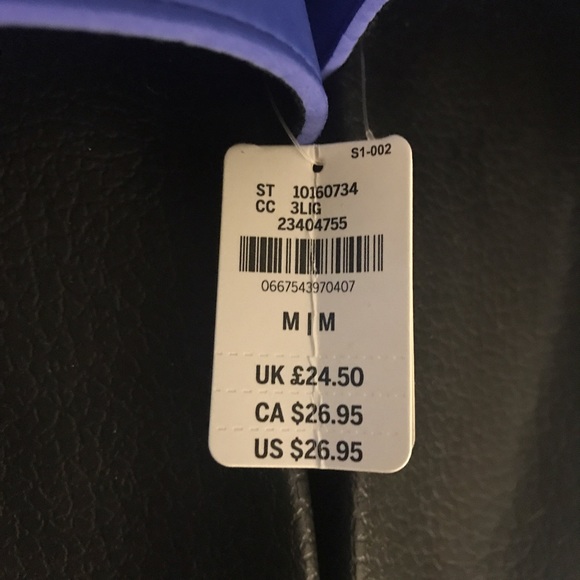 S1-002
ST 10160734
CC 3LIG
23404755
0667543970407
M | M
UK £24.50
CA $26.95
US $26.95